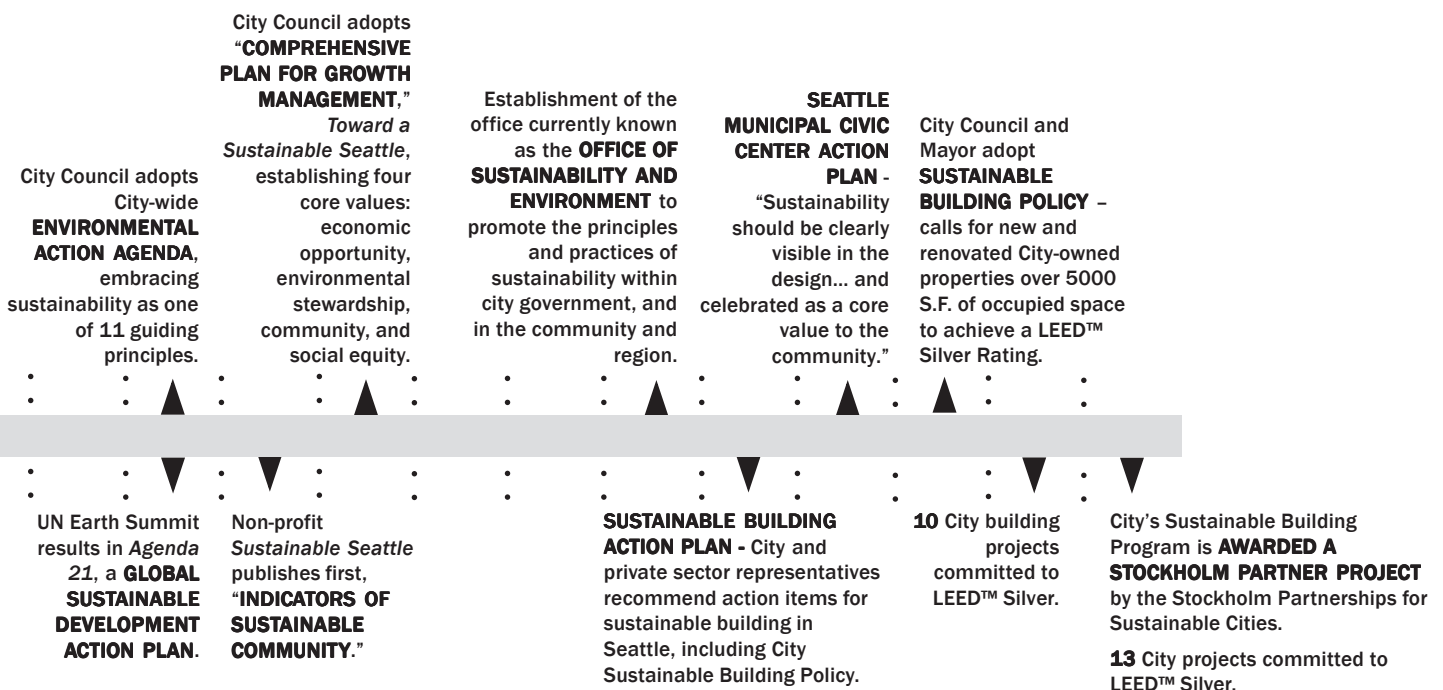 City Council adopts
City-wide
ENVIRONMENTAL
ACTION AGENDA,
embracing
sustainability as one
of 11 guiding
principles.
City Council adopts
“COMPREHENSIVE
PLAN FOR GROWTH
MANAGEMENT,”
Toward a
Sustainable Seattle,
establishing four
core values:
economic
opportunity,
environmental
stewardship,
community, and
social equity.
Establishment of the
office currently known
as the OFFICE OF
SUSTAINABILITY AND
ENVIRONMENT to
promote the principles
and practices of
sustainability within
city government, and
in the community and
region.
SEATTLE
MUNICIPAL CIVIC
CENTER ACTION
PLAN -
“Sustainability
should be clearly
visible in the
design... and
celebrated as a core
value to the
community.”
City Council and
Mayor adopt
SUSTAINABLE
BUILDING POLICY –
calls for new and
renovated City-owned
properties over 5000
S.F. of occupied space
to achieve a LEED™
Silver Rating.
UN Earth Summit
results in Agenda
21, a GLOBAL
SUSTAINABLE
DEVELOPMENT
ACTION PLAN.
Non-profit
Sustainable Seattle
publishes first,
“INDICATORS OF
SUSTAINABLE
COMMUNITY.”
SUSTAINABLE BUILDING
ACTION PLAN - City and
private sector representatives
recommend action items for
sustainable building in
Seattle, including City
Sustainable Building Policy.
10 City building
projects
committed to
LEED™ Silver.
City’s Sustainable Building
Program is AWARDED A
STOCKHOLM PARTNER PROJECT
by the Stockholm Partnerships for
Sustainable Cities.
13 City projects committed to
LEED™ Silver.